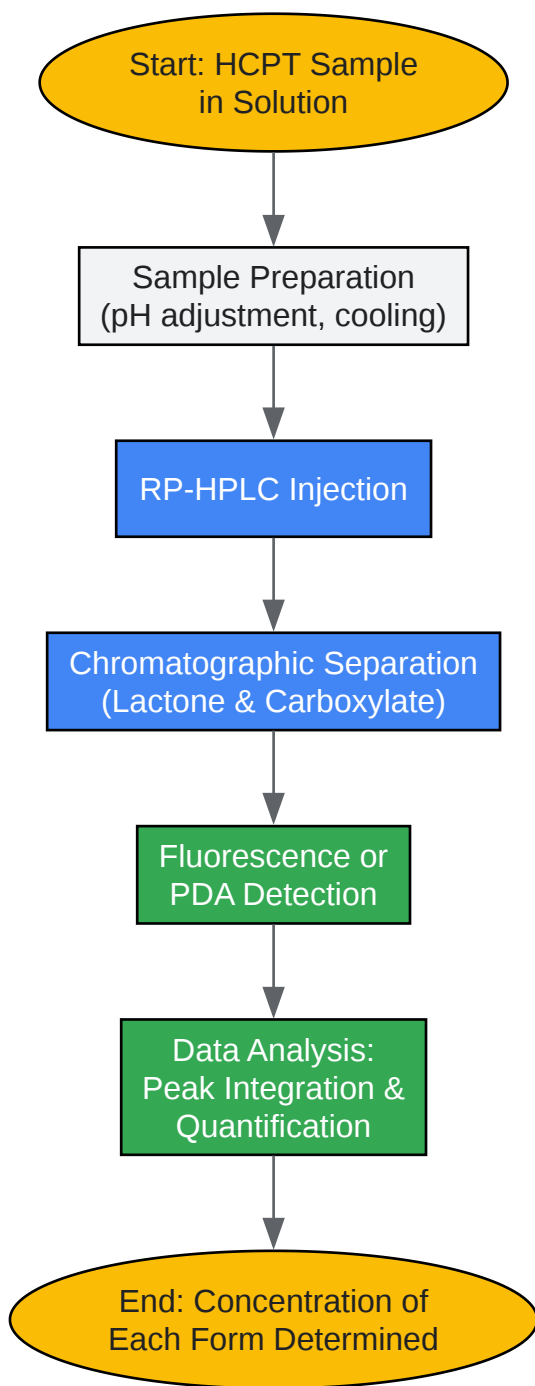 Start: HCPT Sample
in Solution
Sample Preparation
(pH adjustment, cooling)
RP-HPLC Injection
Chromatographic Separation
(Lactone & Carboxylate)
Fluorescence or
PDA Detection
Data Analysis:
Peak Integration &
Quantification
End: Concentration of
Each Form Determined